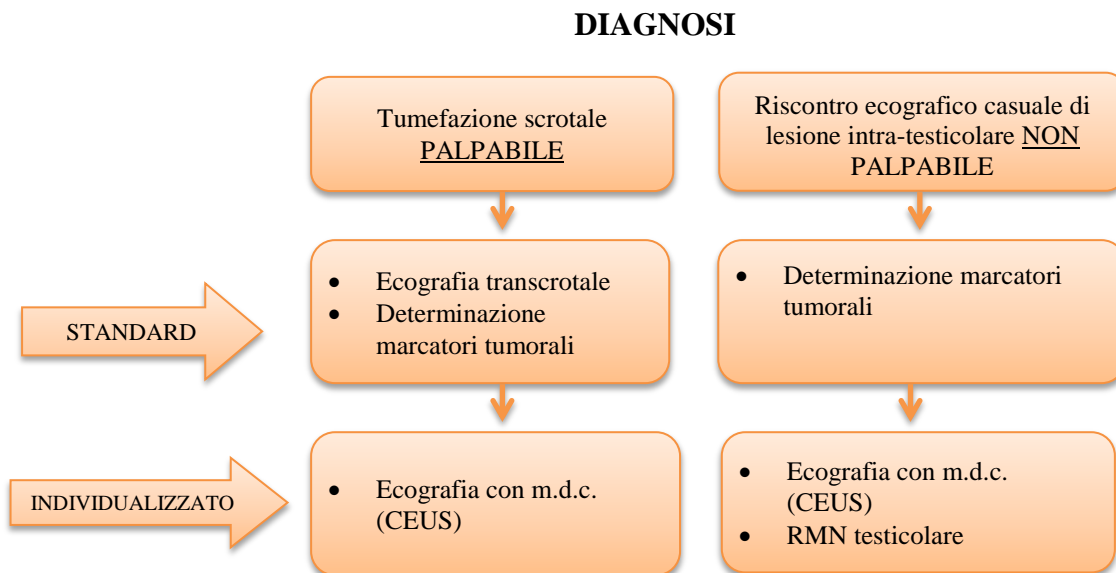 DIAGNOSI
Tumefazione scrotale
PALPABILE
Riscontro ecografico casuale di
lesione intra-testicolare NON
PALPABILE
STANDARD
• Ecografia transcrotale
• Determinazione
marcatori tumorali
• Determinazione marcatori
tumorali
INDIVIDUALIZZATO
• Ecografia con m.d.c.
(CEUS)
• Ecografia con m.d.c.
(CEUS)
• RMN testicolare